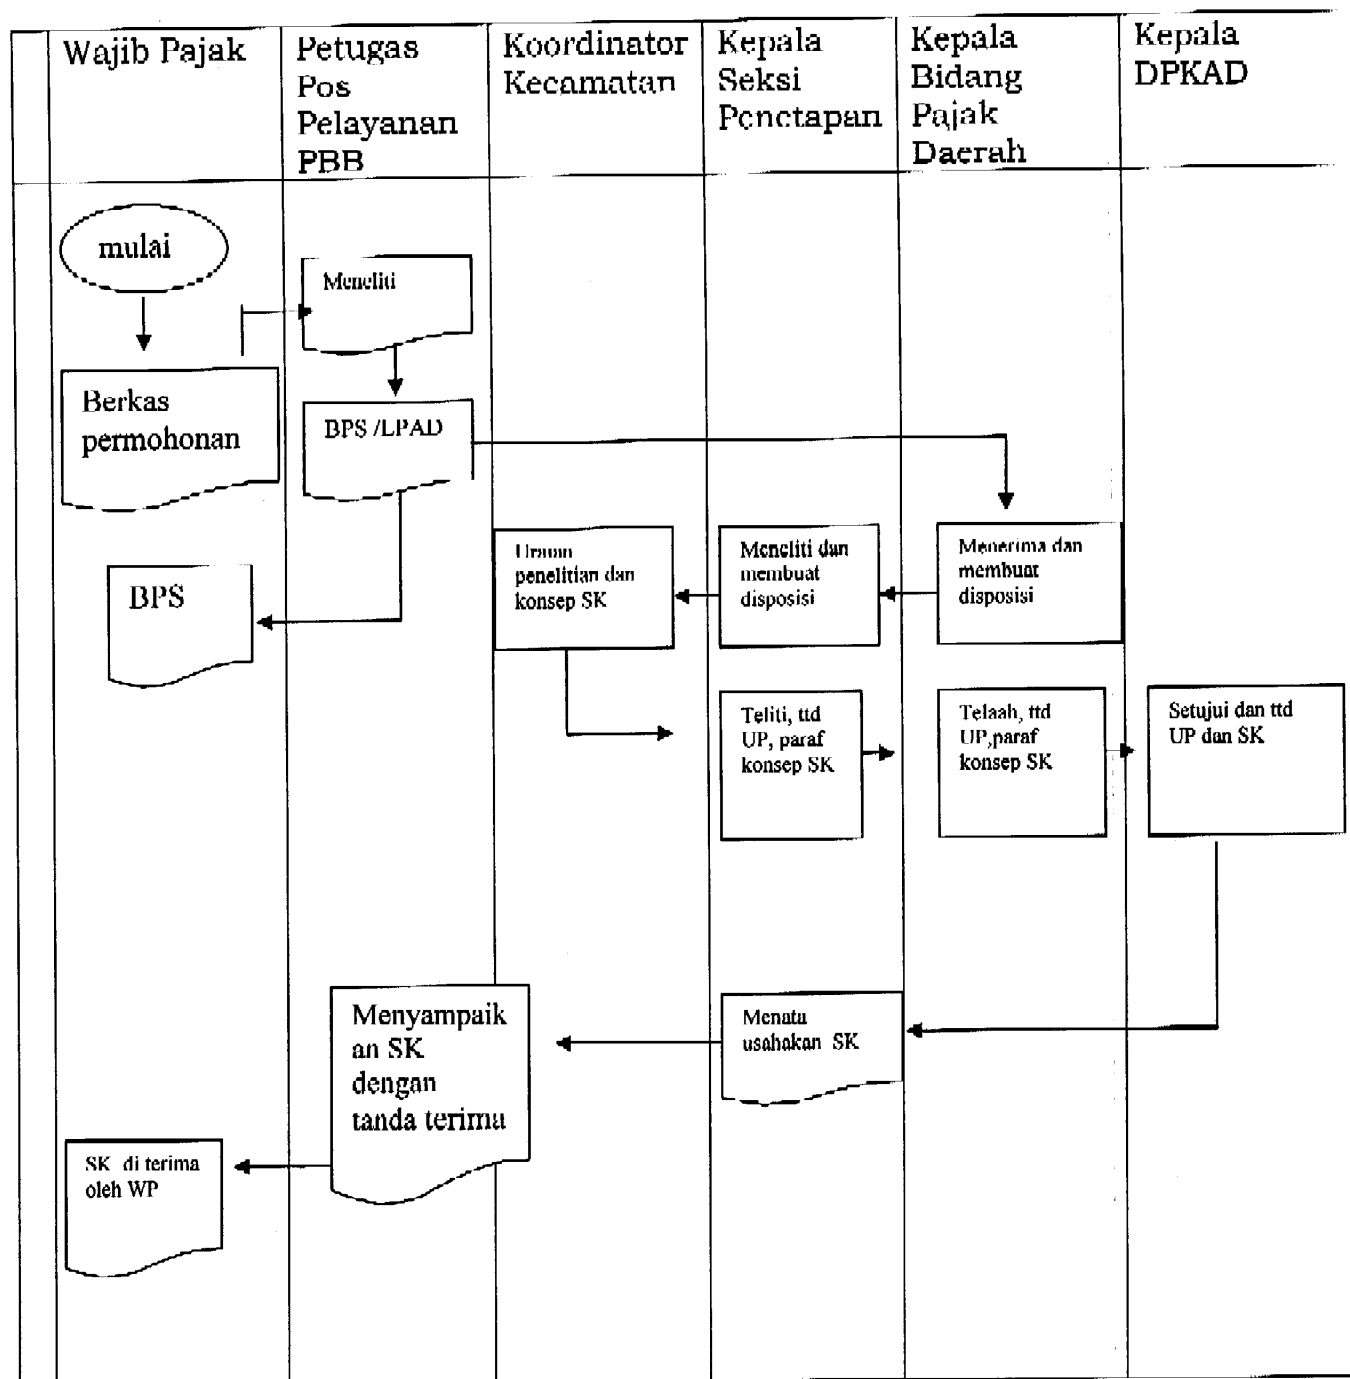 Wajib Pajak
Petugas
Pos
Pelayanan
PBB
Koordinator
Kecamatan
Kepala
Seksi
Penetapan
Kepala
Bidang
Pajak
Daerah
Kepala
DPKAD
mulai
Meneliti
Berkas
permohonan
BPS /LPAD
BPS
penelitian dan
konsep SK
Meneliti dan
membuat
disposisi
Menerima dan
membuat
disposisi
Teliti, ttd
UP, paraf
konsep SK
Telaah, ttd
UP,paraf
konsep SK
Setujui dan ttd
UP dan SK
Menyampaik
an SK
dengan
tanda terima
Menata
usahakan SK
SK di terima
oleh WP